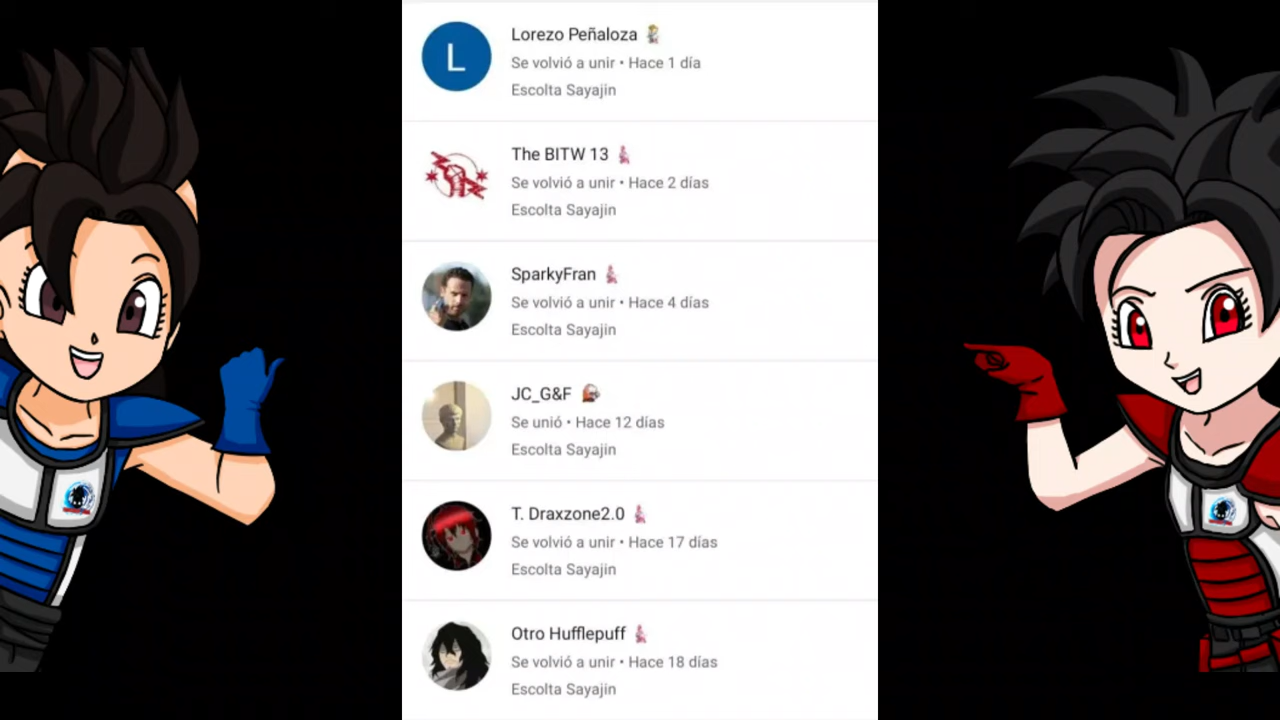 Lorezo Peñaloza
Se volvió a unir • Hace 1 día
Escolta Sayajin
L
The BITW 13
Se volvió a unir • Hace 2 días
Escolta Sayajin
SparkyFran
Se volvió a unir • Hace 4 días
Escolta Sayajin
JC_G&F
Se unió • Hace 12 días
Escolta Sayajin
T. Draxzone2.0
Se volvió a unir • Hace 17 días
Escolta Sayajin
Otro Hufflepuff
Se volvió a unir • Hace 18 días
Escolta Sayajin